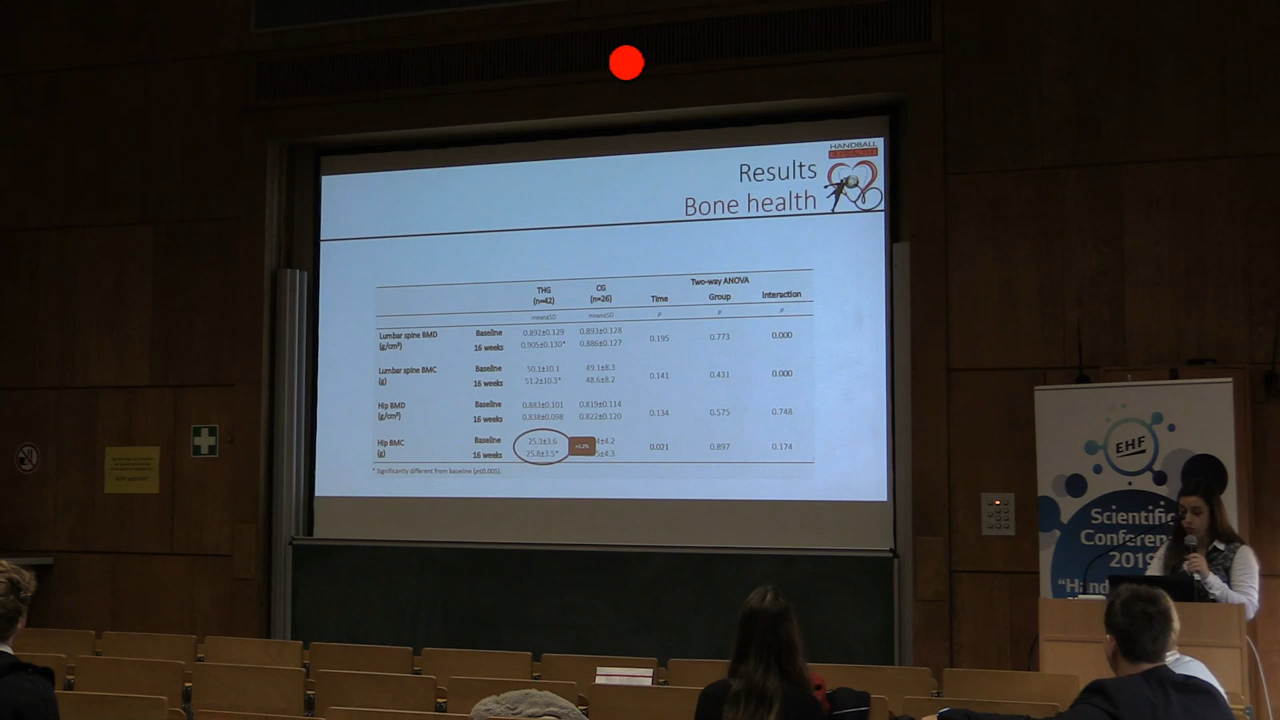 HANDBALL
Results
Bone health
THG
(n=42)
CG
(n=26)
Two-way ANOVA
Time
Group
Interaction
mean±SD
mean±SD
p
p
p
Lumbar spine BMD
(g/cm²)
Baseline 0.892±0.129 0.893±0.128
16 weeks 0.905±0.130* 0.886±0.127
0.195 0.773 0.000
Lumbar spine BMC
(g)
Baseline 50.1±10.1 49.1±8.3
16 weeks 51.2±10.3* 48.6±8.2
0.141 0.431 0.000
Hip BMD
(g/cm²)
Baseline 0.883±0.101 0.819±0.114
16 weeks 0.838±0.098 0.822±0.120
0.134 0.575 0.748
Hip BMC
(g)
Baseline 25.3±3.6 4±4.2
16 weeks 25.8±3.5* 5±4.3
0.021 0.897 0.174
* Significantly different from baseline (p≤0.005).
EHF
Scientific
Conferen
2019
"Hand